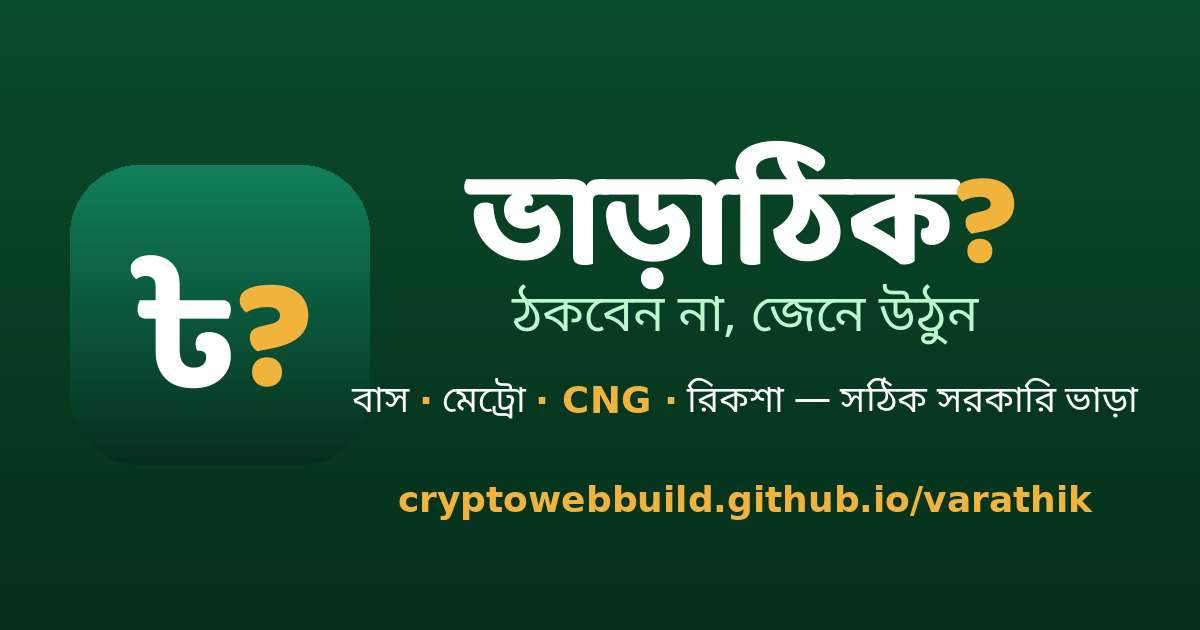 ৳?
ভাড়াঠিক?
ঠকবেন না, জেনে উঠুন
বাস · মেট্রো · CNG · রিকশা — সঠিক সরকারি ভাড়া
cryptowebbuild.github.io/varathik